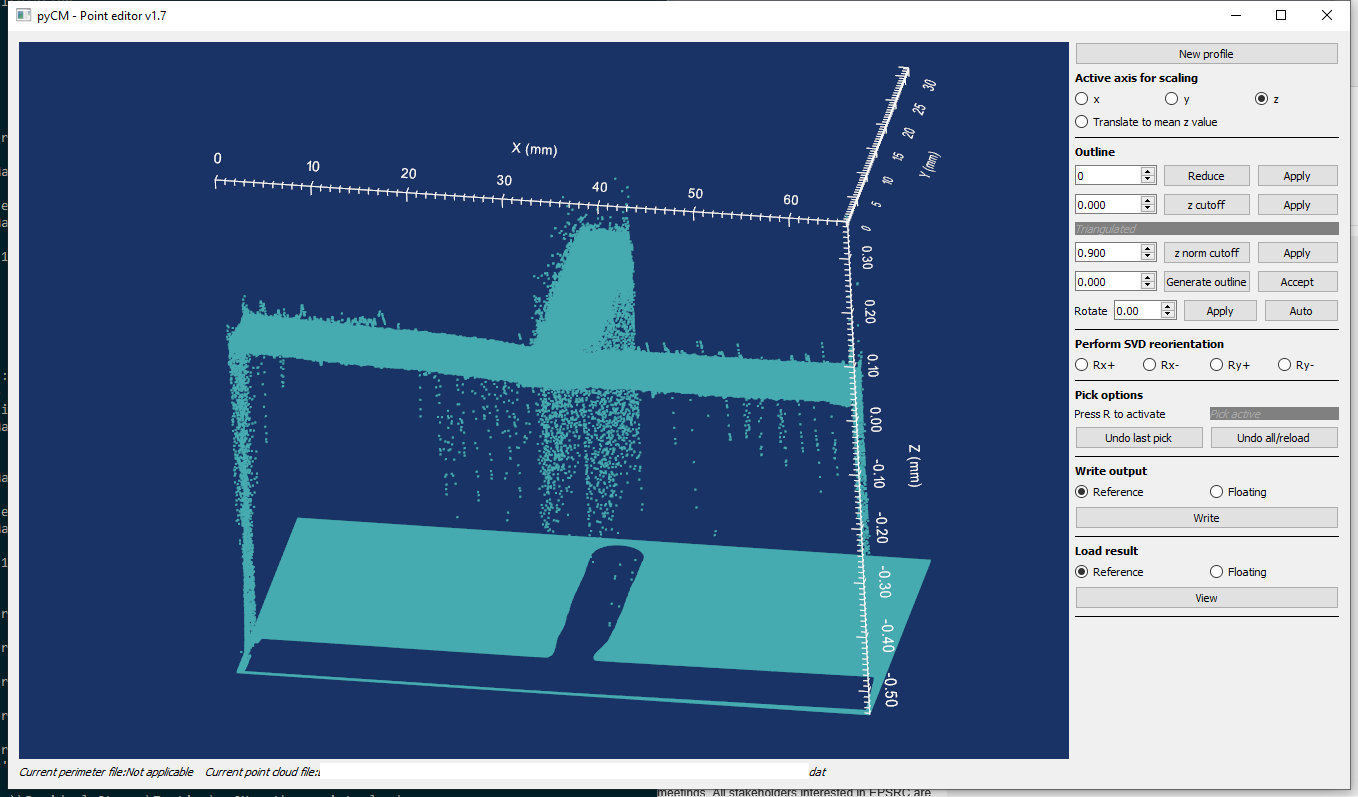 pyCM - Point editor v1.7
New profile
Active axis for scaling
x y z
Translate to mean z value
Outline
0 Reduce Apply
0.000 z cutoff Apply
Triangulated
0.900 z norm cutoff Apply
0.000 Generate outline Accept
Rotate 0.00 Apply Auto
Perform SVD reorientation
Rx+ Rx- Ry+ Ry-
Pick options
Press R to activate Pick active
Undo last pick Undo all/reload
Write output
Reference Floating
Write
Load result
Reference Floating
View
X (mm)
0 10 20 30 40 50 60
Y (mm)
0 5 10 15 20 25 30
Z (mm)
0.30
0.20
0.10
0.00
-0.10
-0.20
-0.30
-0.40
-0.50
Current perimeter file:Not applicable Current point cloud file: dat
meetings. All stakeholders interested in EPSRC are